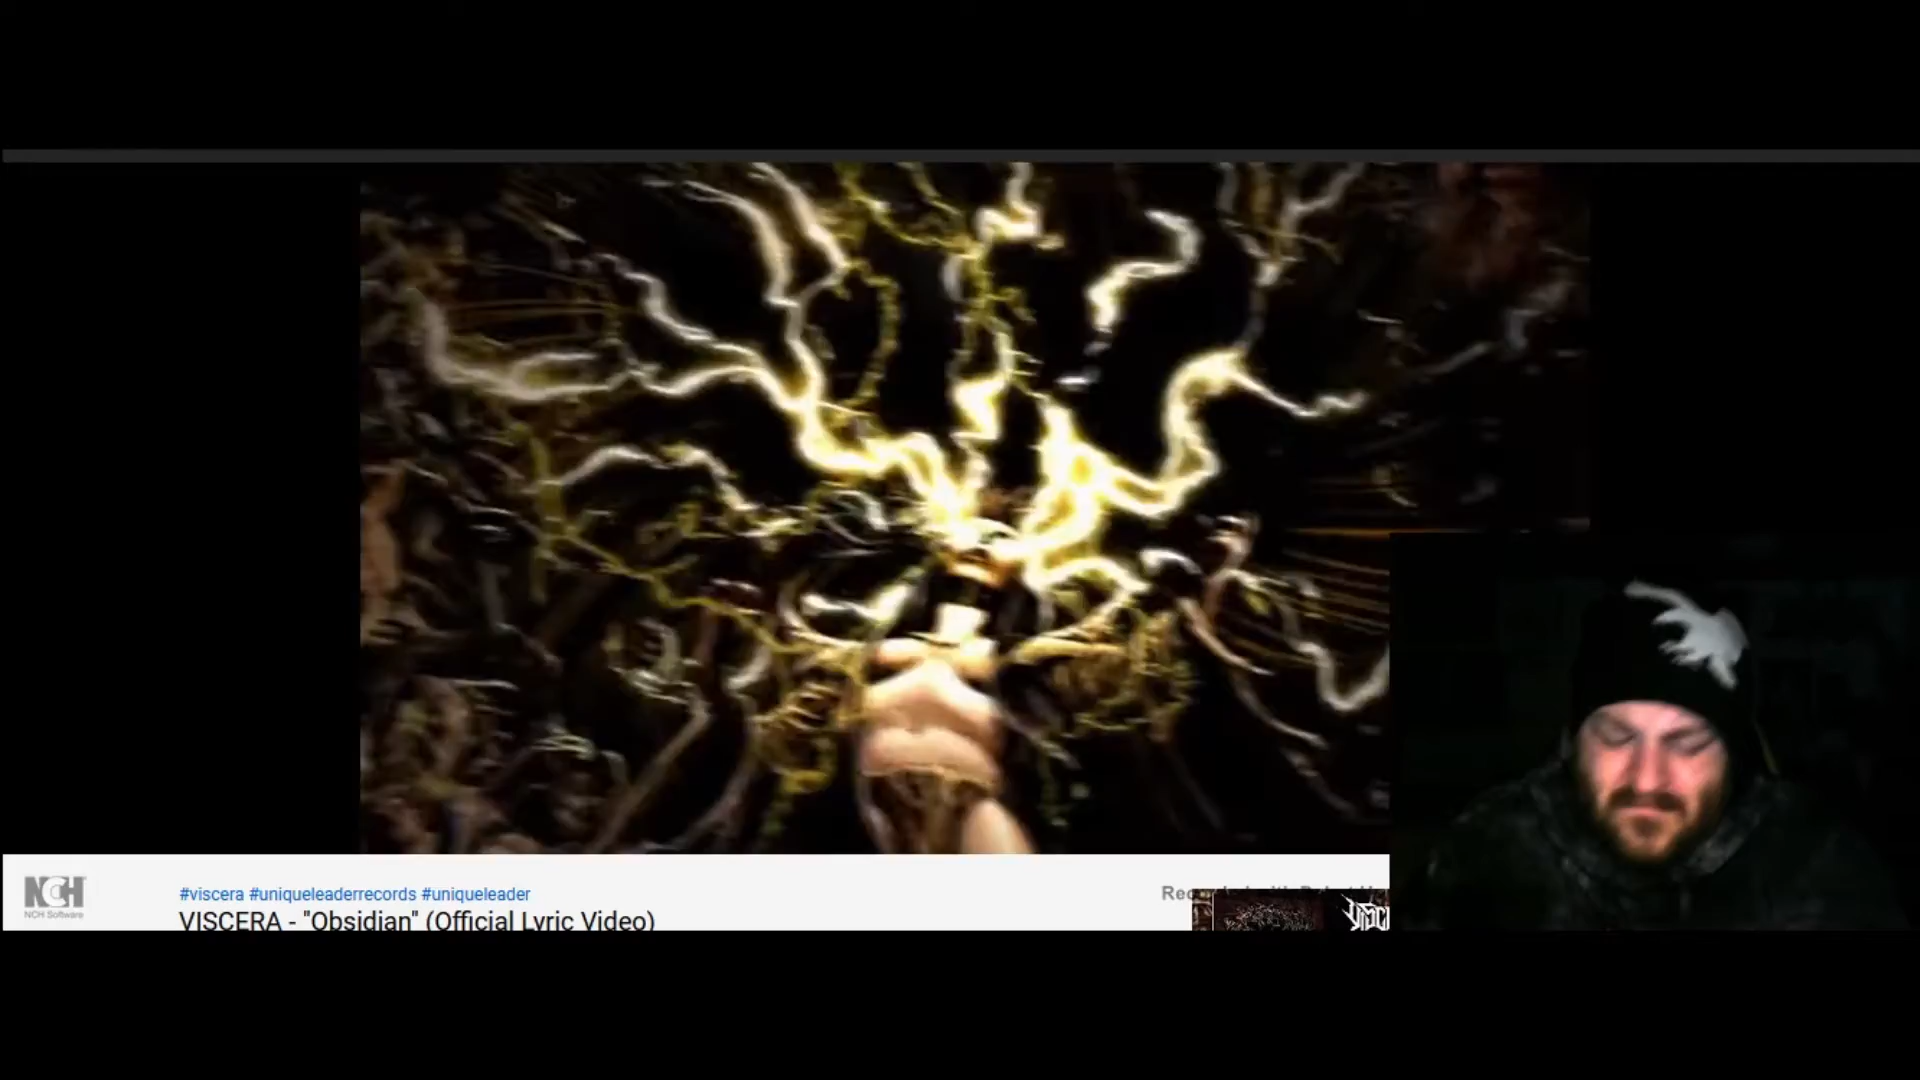 NCH
NCH Software
#viscera #uniqueleaderrecords #uniqueleader
VISCERA - "Obsidian" (Official Lyric Video)